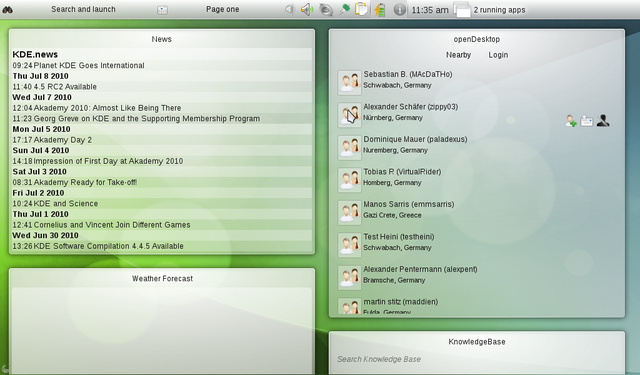 Search and launch
Page one
11:35 am
2 running apps
News
KDE.news
09:24 Planet KDE Goes International
Thu Jul 8 2010
11:40 4.5 RC2 Available
Wed Jul 7 2010
12:04 Akademy 2010: Almost Like Being There
11:23 Georg Greve on KDE and the Supporting Membership Program
Mon Jul 5 2010
17:17 Akademy Day 2
Sun Jul 4 2010
14:18 Impression of First Day at Akademy 2010
Sat Jul 3 2010
08:31 Akademy Ready for Take-off!
Fri Jul 2 2010
10:24 KDE and Science
Thu Jul 1 2010
12:41 Cornelius and Vincent Join Different Games
Wed Jun 30 2010
13:26 KDE Software Compilation 4.4.5 Available
Weather Forecast
openDesktop
Nearby
Login
Sebastian B. (MAcDaTHo)
Schwabach, Germany
Alexander Schäfer (zippy03)
Nürnberg, Germany
Dominique Mauer (paladexus)
Nuremberg, Germany
Tobias P. (VirtualRider)
Homberg, Germany
Manos Sarris (emmsarris)
Gazi Crete, Greece
Test Heini (testheini)
Schwabach, Germany
Alexander Pentermann (alexpent)
Bramsche, Germany
martin stitz (maddien)
Fulda, Germany
KnowledgeBase
Search Knowledge Base